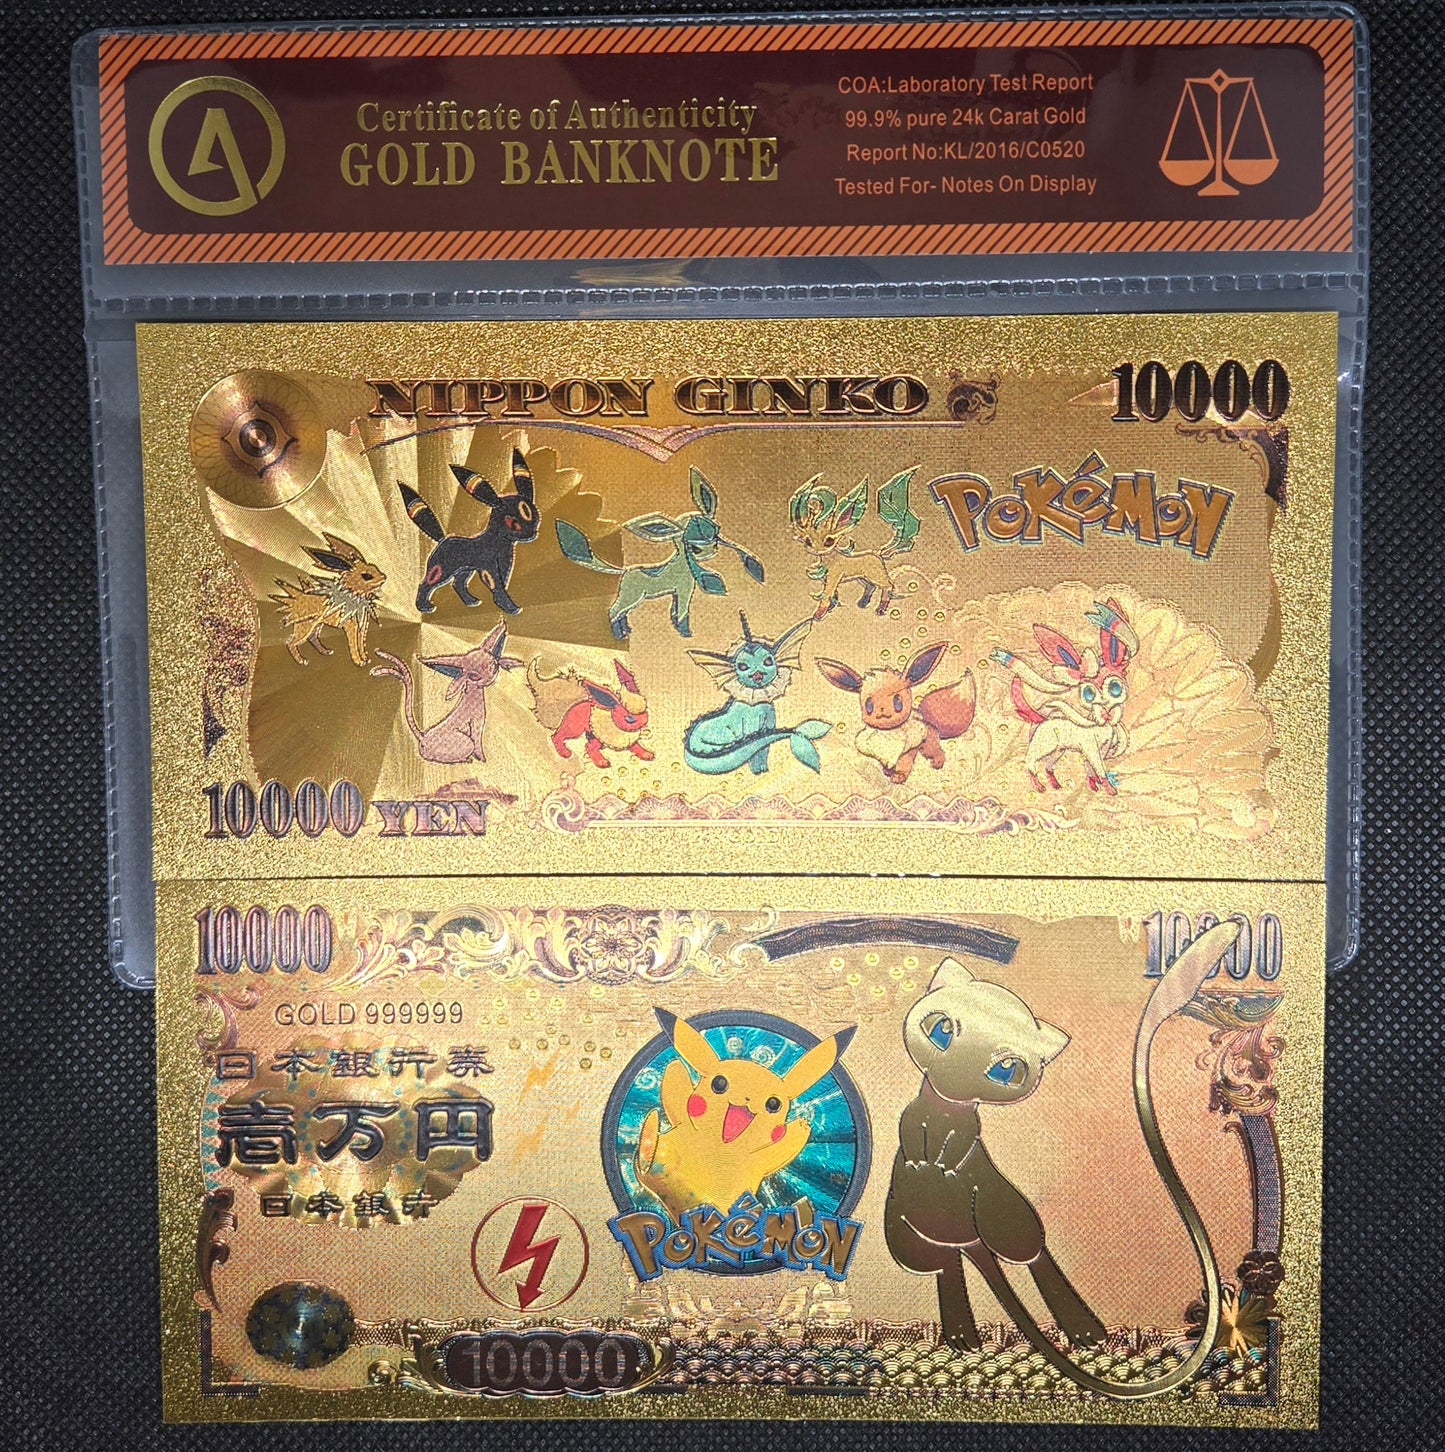 Certificate of Authenticity
GOLD BANKNOTE
COA:Laboratory Test Report
99.9% pure 24k Carat Gold
Report No:KL/2016/C0520
Tested For- Notes On Display
NIPPON GINKO
10000
POKéMON
10000 YEN
10000
10000
GOLD 999999
日本銀行券
壱万円
日本銀行
POKéMON
10000